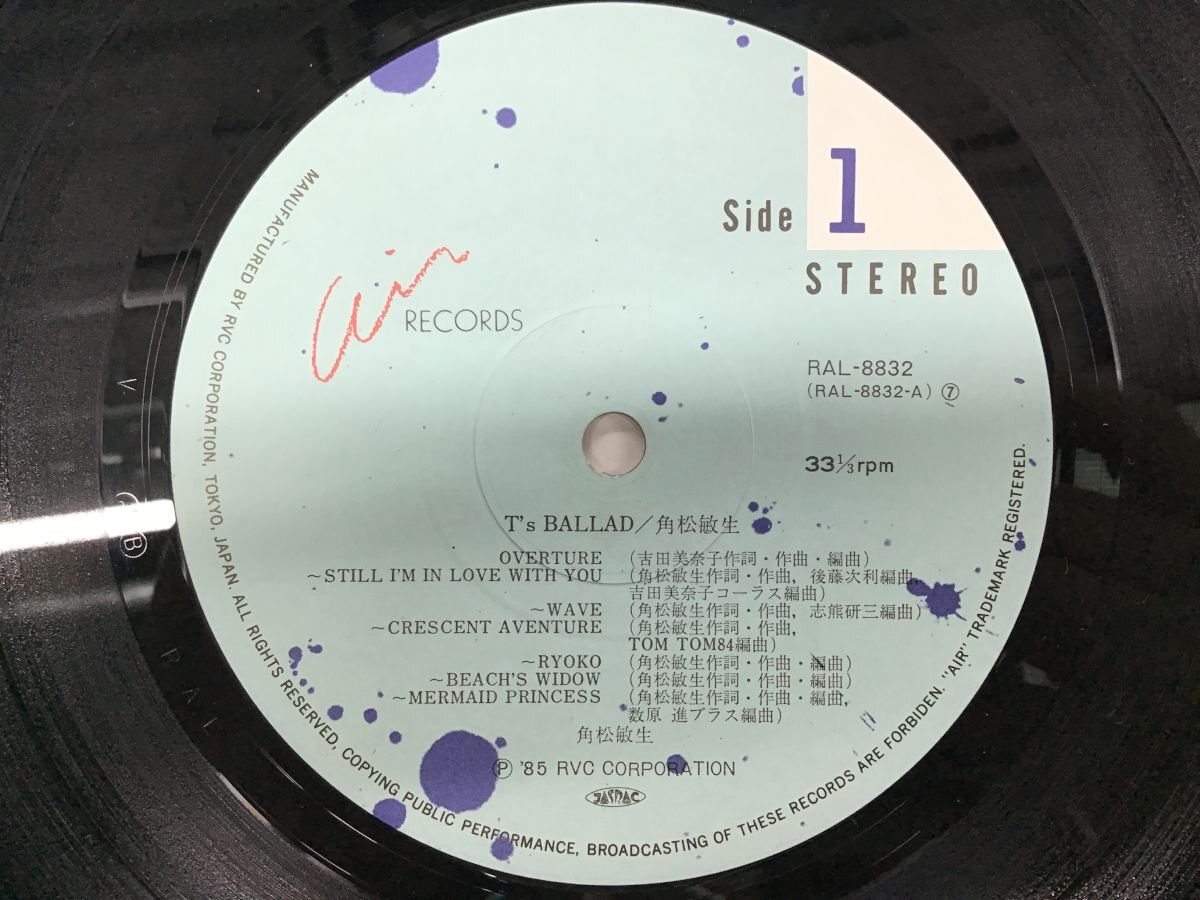 Side 1
STEREO
Air
RECORDS
RAL-8832
(RAL-8832-A) ⑦
33⅓rpm
T's BALLAD/角松敏生
OVERTURE (吉田美奈子作詞・作曲・編曲)
~STILL I'M IN LOVE WITH YOU (角松敏生作詞・作曲, 後藤次利編曲,
吉田美奈子コーラス編曲)
~WAVE (角松敏生作詞・作曲, 志熊研三編曲)
~CRESCENT AVENTURE (角松敏生作詞・作曲,
TOM TOM84編曲)
~RYOKO (角松敏生作詞・作曲・編曲)
~BEACH'S WIDOW (角松敏生作詞・作曲・編曲)
~MERMAID PRINCESS (角松敏生作詞・作曲・編曲,
数原 進ブラス編曲)
角松敏生
Ⓟ '85 RVC CORPORATION
JASRAC
MANUFACTURED BY RVC CORPORATION, TOKYO, JAPAN. ALL RIGHTS RESERVED, COPYING PUBLIC PERFORMANCE, BROADCASTING OF THESE RECORDS ARE FORBIDDEN. "AIR" TRADEMARK REGISTERED.